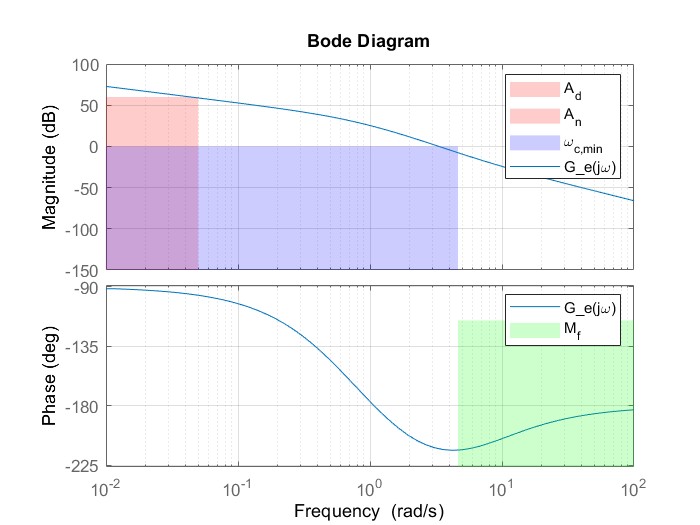 Bode Diagram
Magnitude (dB)
100
50
0
-50
-100
-150
A_d
A_n
ω_c,min
G_e(jω)
Phase (deg)
-90
-135
-180
-225
G_e(jω)
M_f
10^-2
10^-1
10^0
10^1
10^2
Frequency (rad/s)